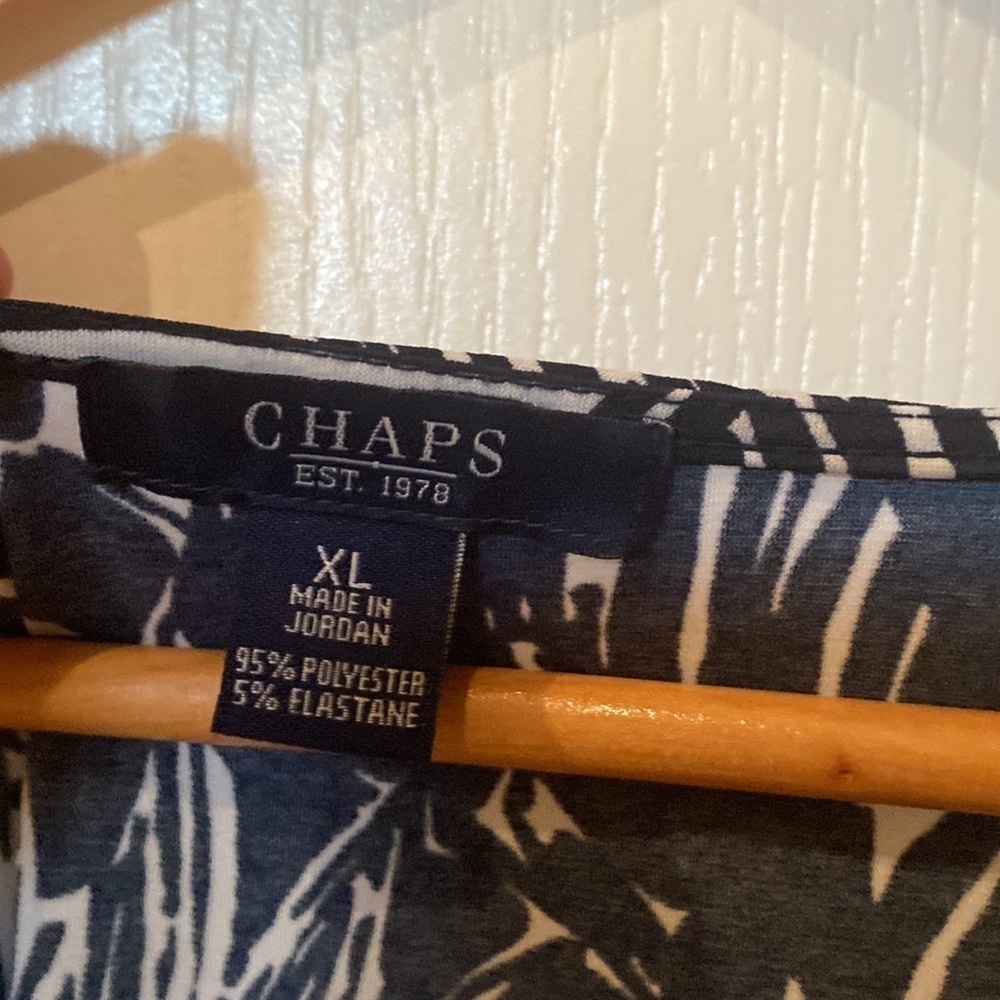 CHAPS
EST. 1978
XL
MADE IN
JORDAN
95% POLYESTER
5% ELASTANE